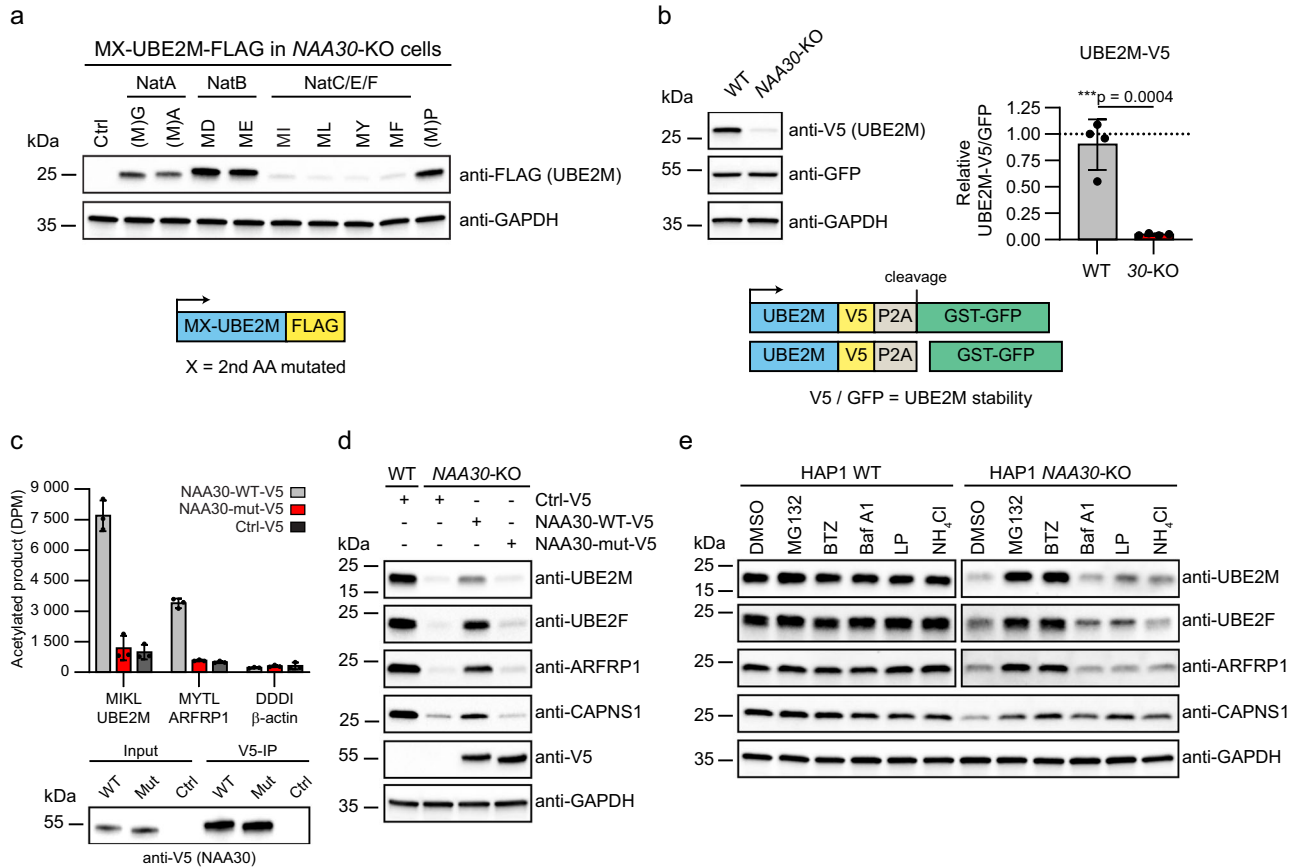 a
MX-UBE2M-FLAG in NAA30-KO cells
NatA NatB NatC/E/F
kDa Ctrl (M)G (M)A MD ME MI ML MY MF (M)P
25 anti-FLAG (UBE2M)
35 anti-GAPDH
MX-UBE2M FLAG
X = 2nd AA mutated
b
WT NAA30-KO
kDa
25 anti-V5 (UBE2M)
55 anti-GFP
35 anti-GAPDH
UBE2M-V5
***p = 0.0004
Relative
UBE2M-V5/GFP
1.25
1.00
0.75
0.50
0.25
0.00
WT 30-KO
cleavage
UBE2M V5 P2A GST-GFP
UBE2M V5 P2A GST-GFP
V5 / GFP = UBE2M stability
c
Acetylated product (DPM)
9 000
7 500
3 000
1 500
0
NAA30-WT-V5
NAA30-mut-V5
Ctrl-V5
MIKL MYTL DDDI
UBE2M ARFRP1 β-actin
Input V5-IP
kDa WT Mut Ctrl WT Mut Ctrl
55
anti-V5 (NAA30)
d
WT NAA30-KO
+ + - - Ctrl-V5
- - + - NAA30-WT-V5
- - - + NAA30-mut-V5
kDa
25
15 anti-UBE2M
25 anti-UBE2F
25 anti-ARFRP1
25 anti-CAPNS1
55 anti-V5
35 anti-GAPDH
e
HAP1 WT HAP1 NAA30-KO
kDa DMSO MG132 BTZ Baf A1 LP NH4Cl DMSO MG132 BTZ Baf A1 LP NH4Cl
25
15 anti-UBE2M
25 anti-UBE2F
25 anti-ARFRP1
25 anti-CAPNS1
35 anti-GAPDH